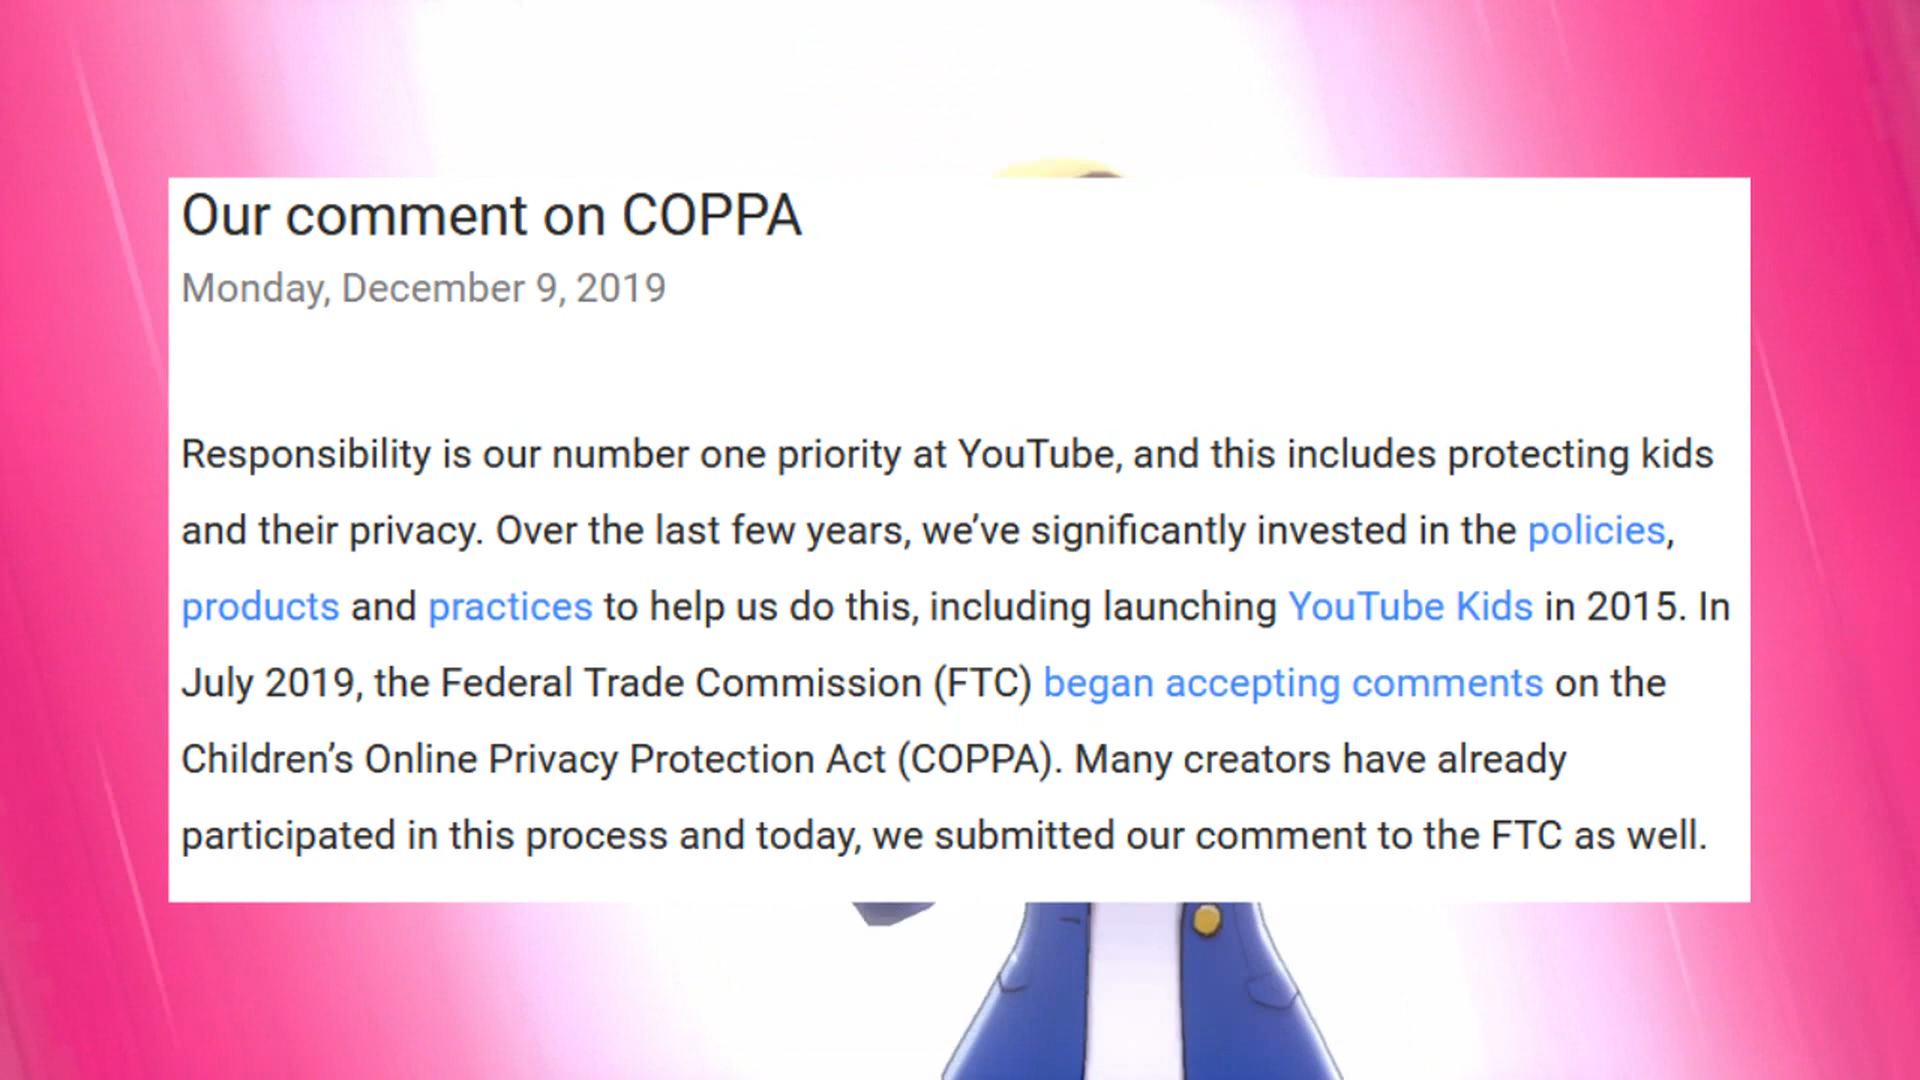 Our comment on COPPA
Monday, December 9, 2019
Responsibility is our number one priority at YouTube, and this includes protecting kids
and their privacy. Over the last few years, we’ve significantly invested in the policies,
products and practices to help us do this, including launching YouTube Kids in 2015. In
July 2019, the Federal Trade Commission (FTC) began accepting comments on the
Children’s Online Privacy Protection Act (COPPA). Many creators have already
participated in this process and today, we submitted our comment to the FTC as well.